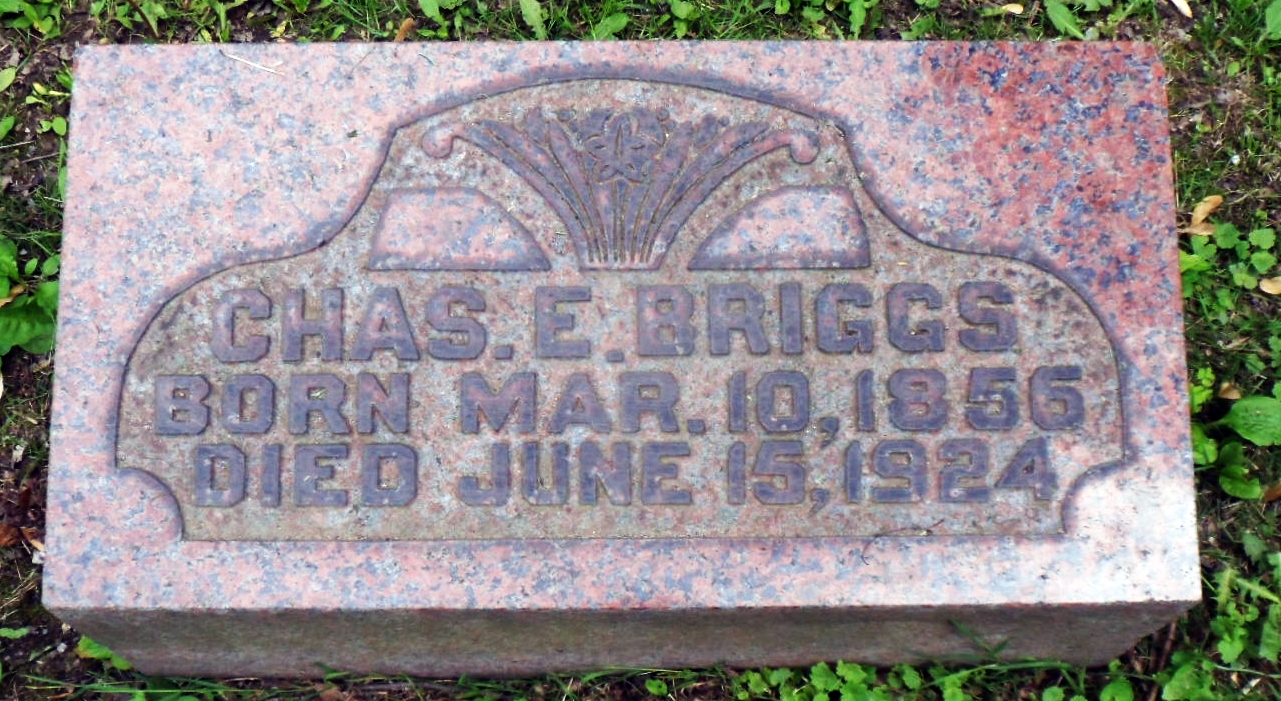 CHAS. E. BRIGGS
BORN MAR. 10, 1856
DIED JUNE 15, 1924